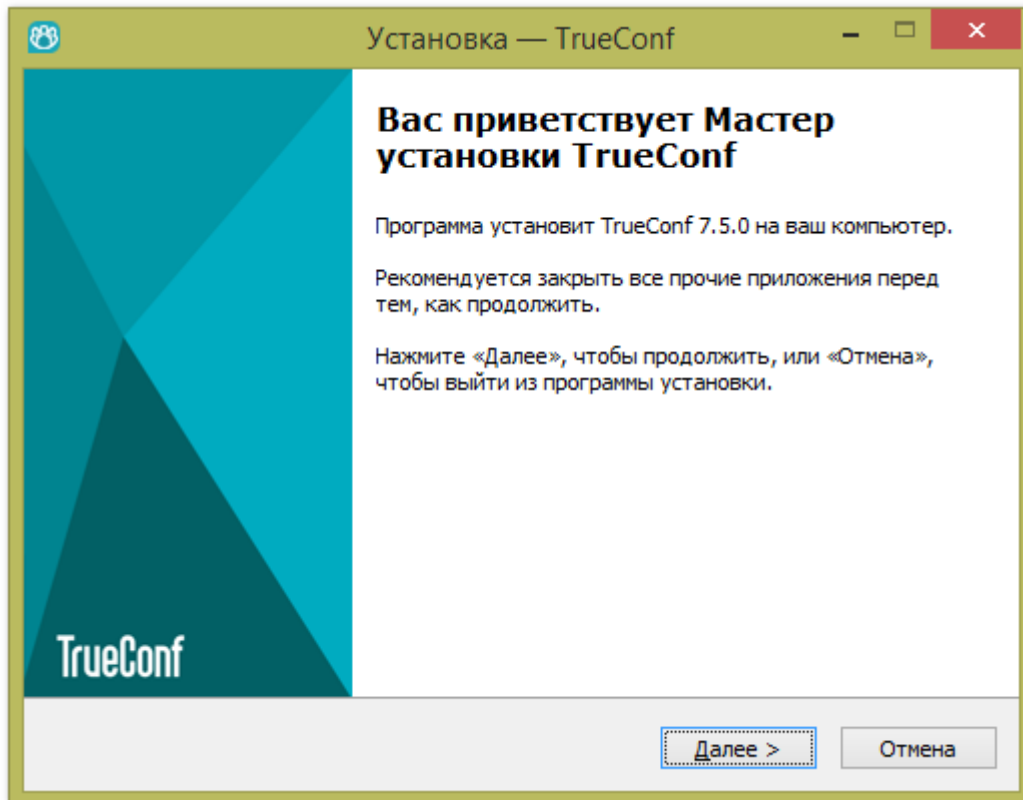 Установка — TrueConf
Вас приветствует Мастер
установки TrueConf
Программа установит TrueConf 7.5.0 на ваш компьютер.
Рекомендуется закрыть все прочие приложения перед
тем, как продолжить.
Нажмите «Далее», чтобы продолжить, или «Отмена»,
чтобы выйти из программы установки.
TrueConf
Далее >
Отмена